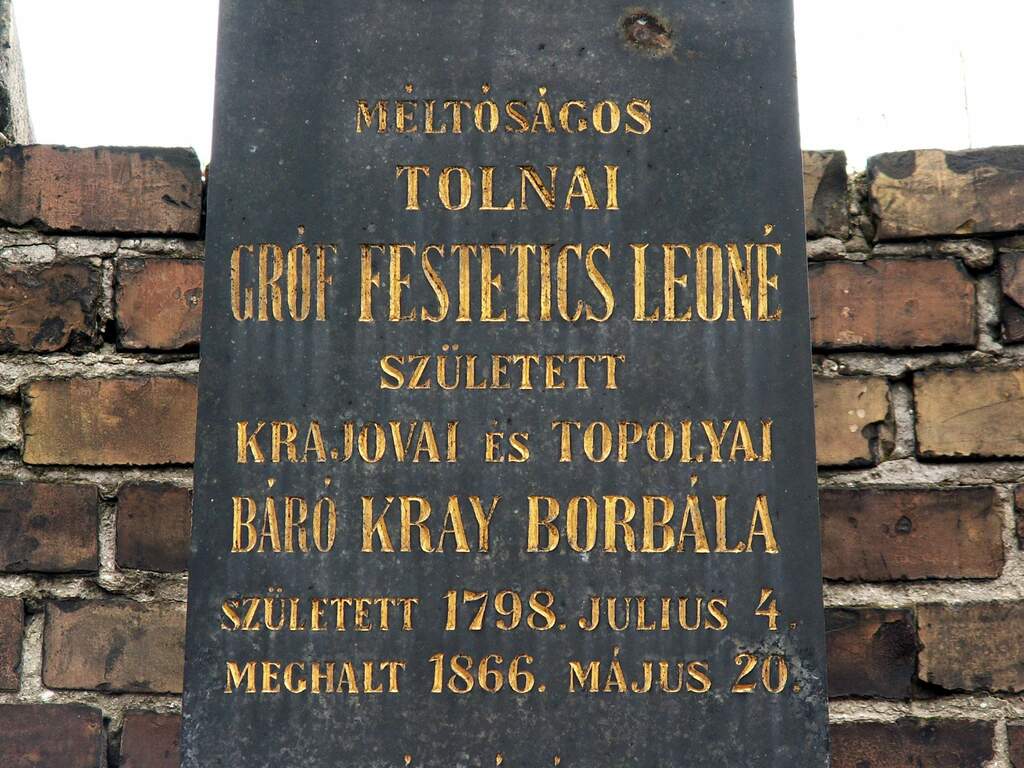 MÉLTÓSÁGOS
TOLNAI
GRÓF FESTETICS LEONÉ
SZÜLETETT
KRAJOVAI ÉS TOPOLYAI
BÁRÓ KRAY BORBÁLA
SZÜLETETT 1798. JULIUS 4.
MEGHALT 1866. MÁJUS 20.